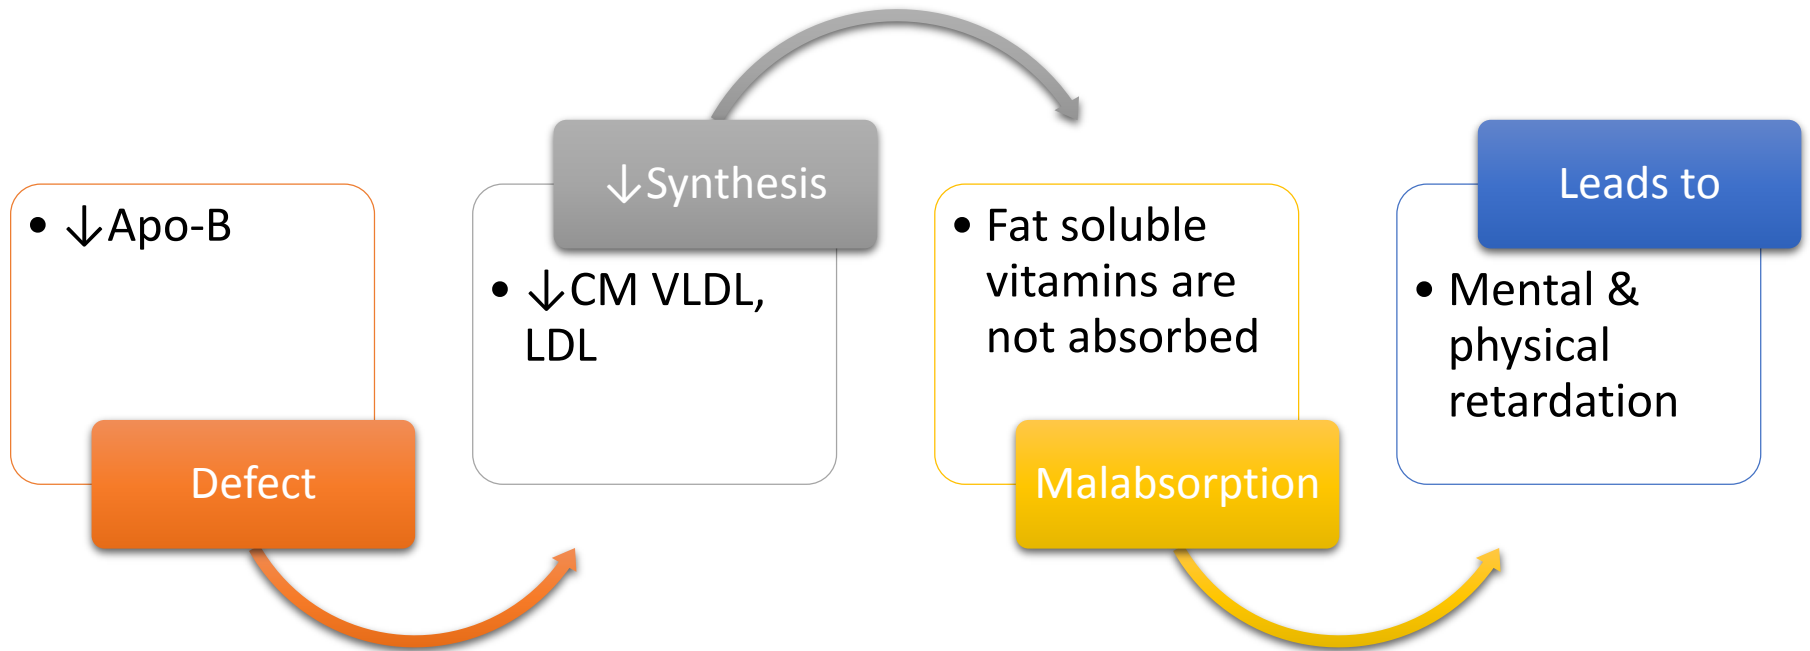 • ↓Apo-B
Defect
↓Synthesis
• ↓CM VLDL,
LDL
• Fat soluble
vitamins are
not absorbed
Malabsorption
Leads to
• Mental &
physical
retardation